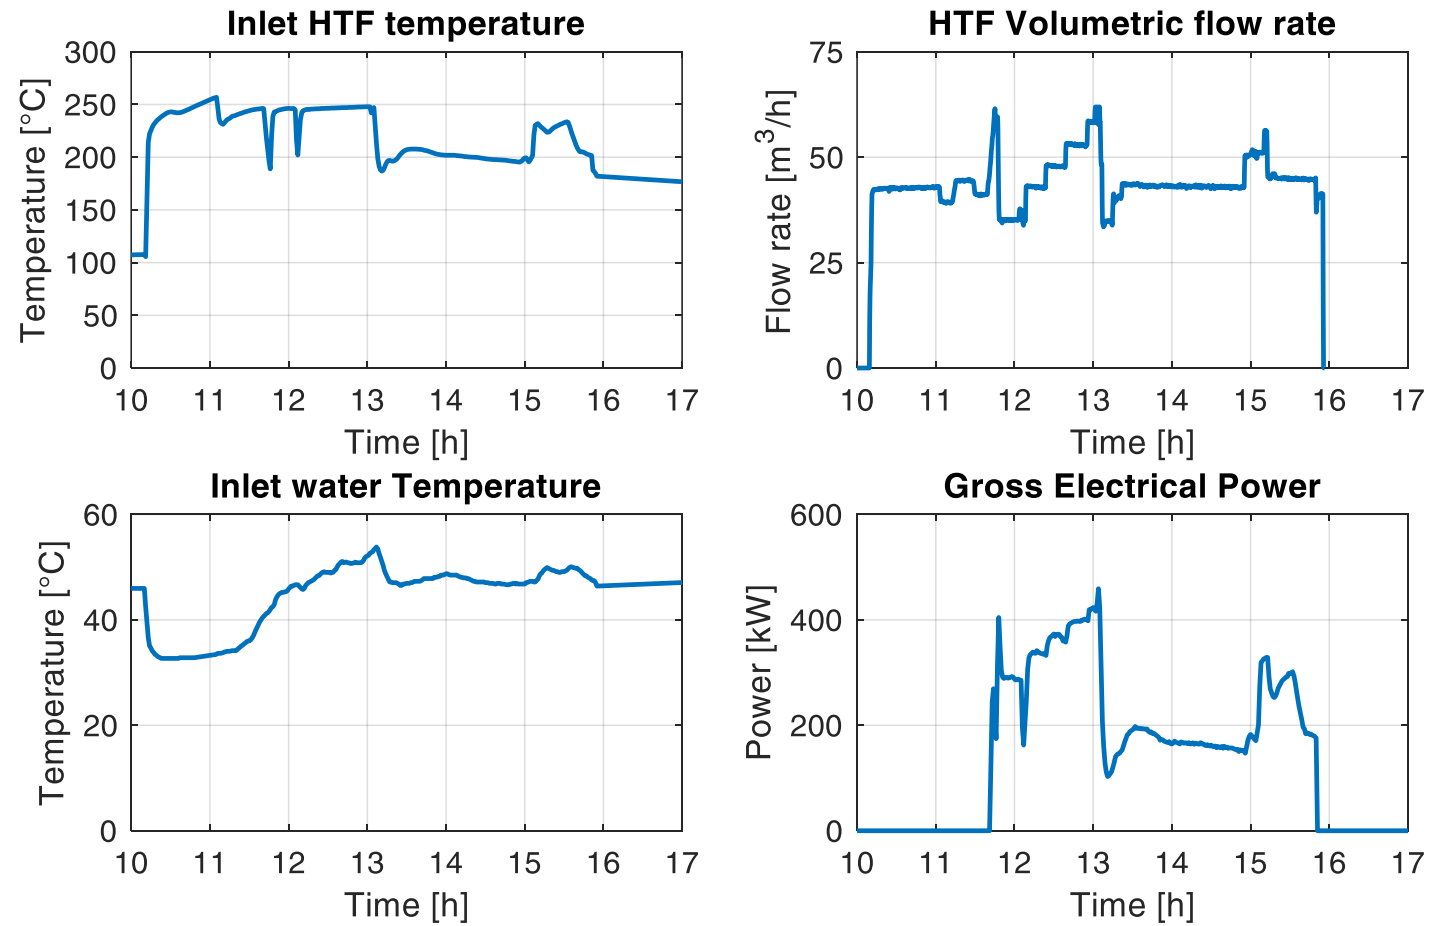 Inlet HTF temperature
300
250
200
150
100
50
0
Temperature [°C]
10 11 12 13 14 15 16 17
Time [h]
HTF Volumetric flow rate
75
50
25
0
Flow rate [m³/h]
10 11 12 13 14 15 16 17
Time [h]
Inlet water Temperature
60
40
20
0
Temperature [°C]
10 11 12 13 14 15 16 17
Time [h]
Gross Electrical Power
600
400
200
0
Power [kW]
10 11 12 13 14 15 16 17
Time [h]